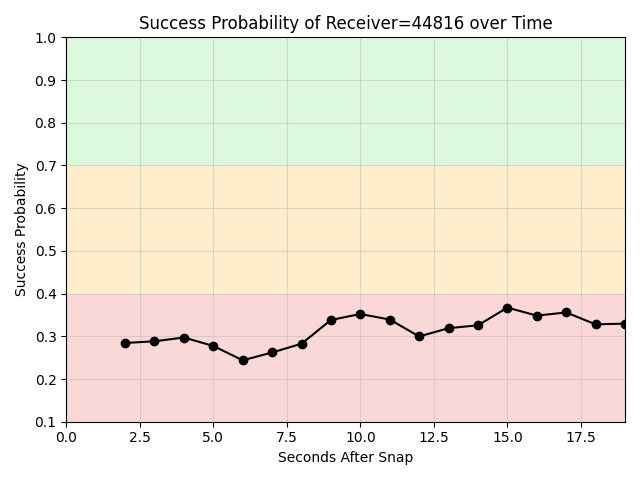 Success Probability of Receiver=44816 over Time
1.0
0.9
0.8
0.7
0.6
0.5
0.4
0.3
0.2
0.1
Success Probability
0.0 2.5 5.0 7.5 10.0 12.5 15.0 17.5
Seconds After Snap